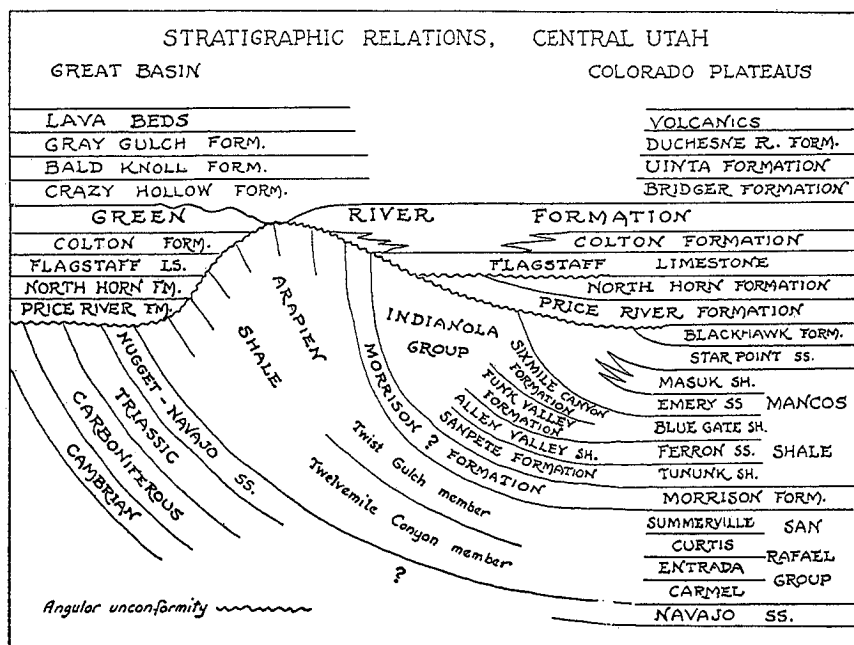 STRATIGRAPHIC RELATIONS, CENTRAL UTAH
GREAT BASIN
COLORADO PLATEAUS
LAVA BEDS
GRAY GULCH FORM.
BALD KNOLL FORM.
CRAZY HOLLOW FORM.
VOLCANICS
DUCHESNE R. FORM.
UINTA FORMATION
BRIDGER FORMATION
GREEN RIVER FORMATION
COLTON FORM.
FLAGSTAFF LS.
NORTH HORN FM.
PRICE RIVER FM.
COLTON FORMATION
FLAGSTAFF LIMESTONE
NORTH HORN FORMATION
PRICE RIVER FORMATION
ARAPIEN
SHALE
NUGGET-NAVAJO SS.
TRIASSIC
CARBONIFEROUS
CAMBRIAN
INDIANOLA
GROUP
SIXMILE CANYON
FORMATION
FUNK VALLEY
FORMATION
ALLEN VALLEY SH.
SANPETE FORMATION
MORRISON ? FORMATION
Twist Gulch member
Twelvemile Canyon member
?
BLACKHAWK FORM.
STAR POINT SS.
MASUK SH.
EMERY SS
BLUE GATE SH.
FERRON SS.
TUNUNK SH.
MANCOS
SHALE
MORRISON FORM.
SUMMERVILLE
CURTIS
ENTRADA
CARMEL
SAN
RAFAEL
GROUP
NAVAJO SS.
Angular unconformity